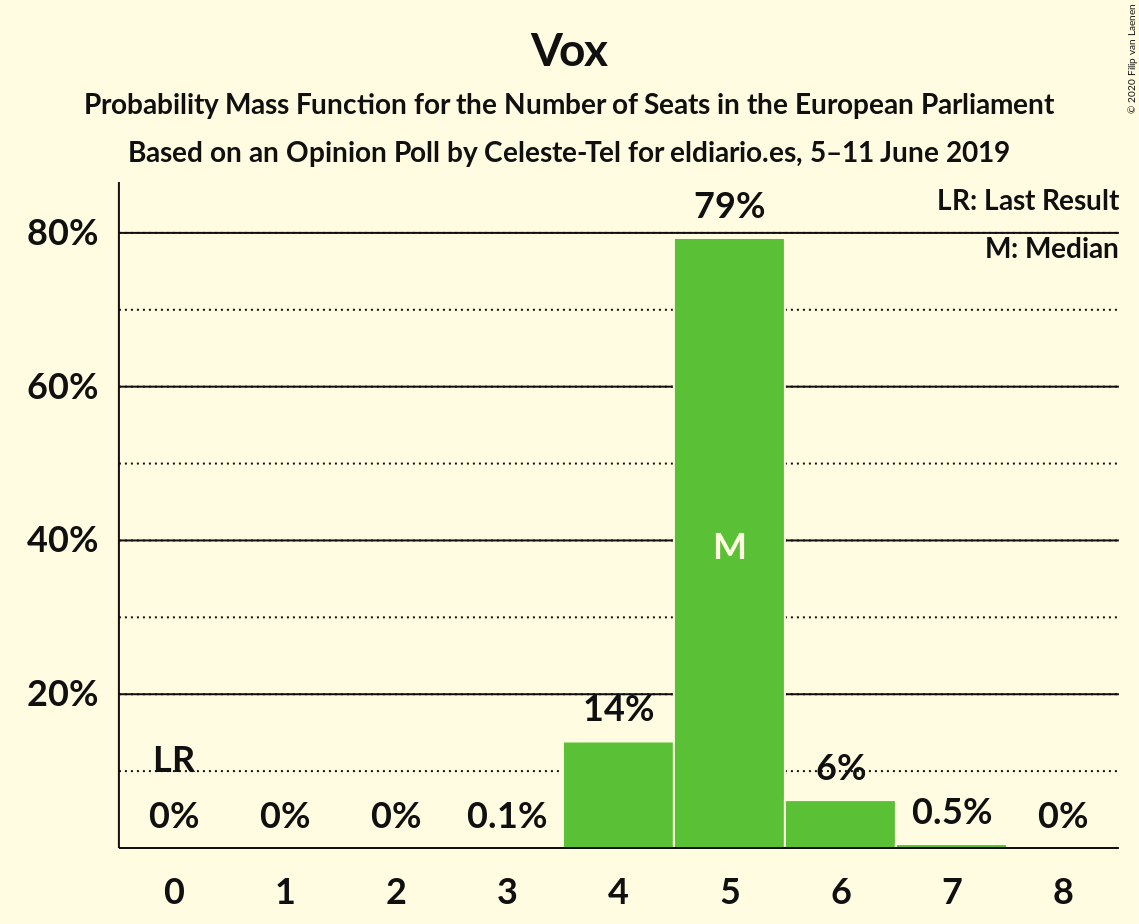 Vox
Probability Mass Function for the Number of Seats in the European Parliament
Based on an Opinion Poll by Celeste-Tel for eldiario.es, 5–11 June 2019
© 2020 Filip van Laenen
LR: Last Result
M: Median
80%
60%
40%
20%
79%
M
14%
LR
6%
0% 0% 0% 0.1% 0.5% 0%
0 1 2 3 4 5 6 7 8